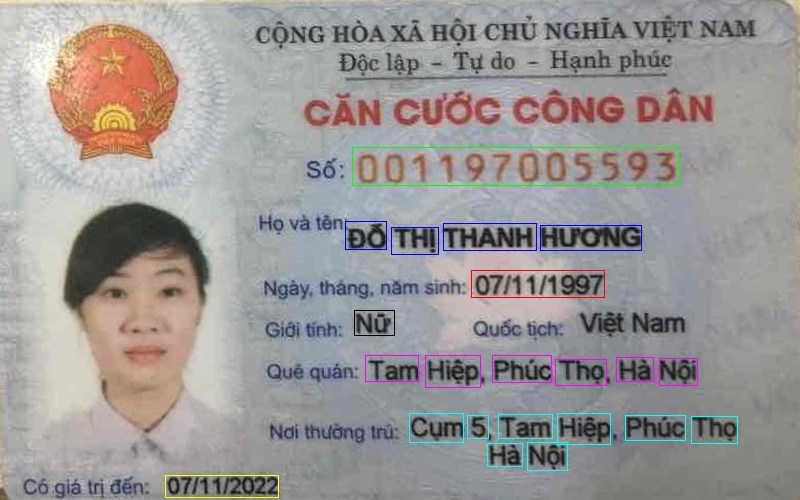 CỘNG HÒA XÃ HỘI CHỦ NGHĨA VIỆT NAM
Độc lập - Tự do - Hạnh phúc
CĂN CƯỚC CÔNG DÂN
Số: 001197005593
Họ và tên: ĐỖ THỊ THANH HƯƠNG
Ngày, tháng, năm sinh: 07/11/1997
Giới tính: Nữ Quốc tịch: Việt Nam
Quê quán: Tam Hiệp, Phúc Thọ, Hà Nội
Nơi thường trú: Cụm 5, Tam Hiệp, Phúc Thọ
Hà Nội
Có giá trị đến: 07/11/2022